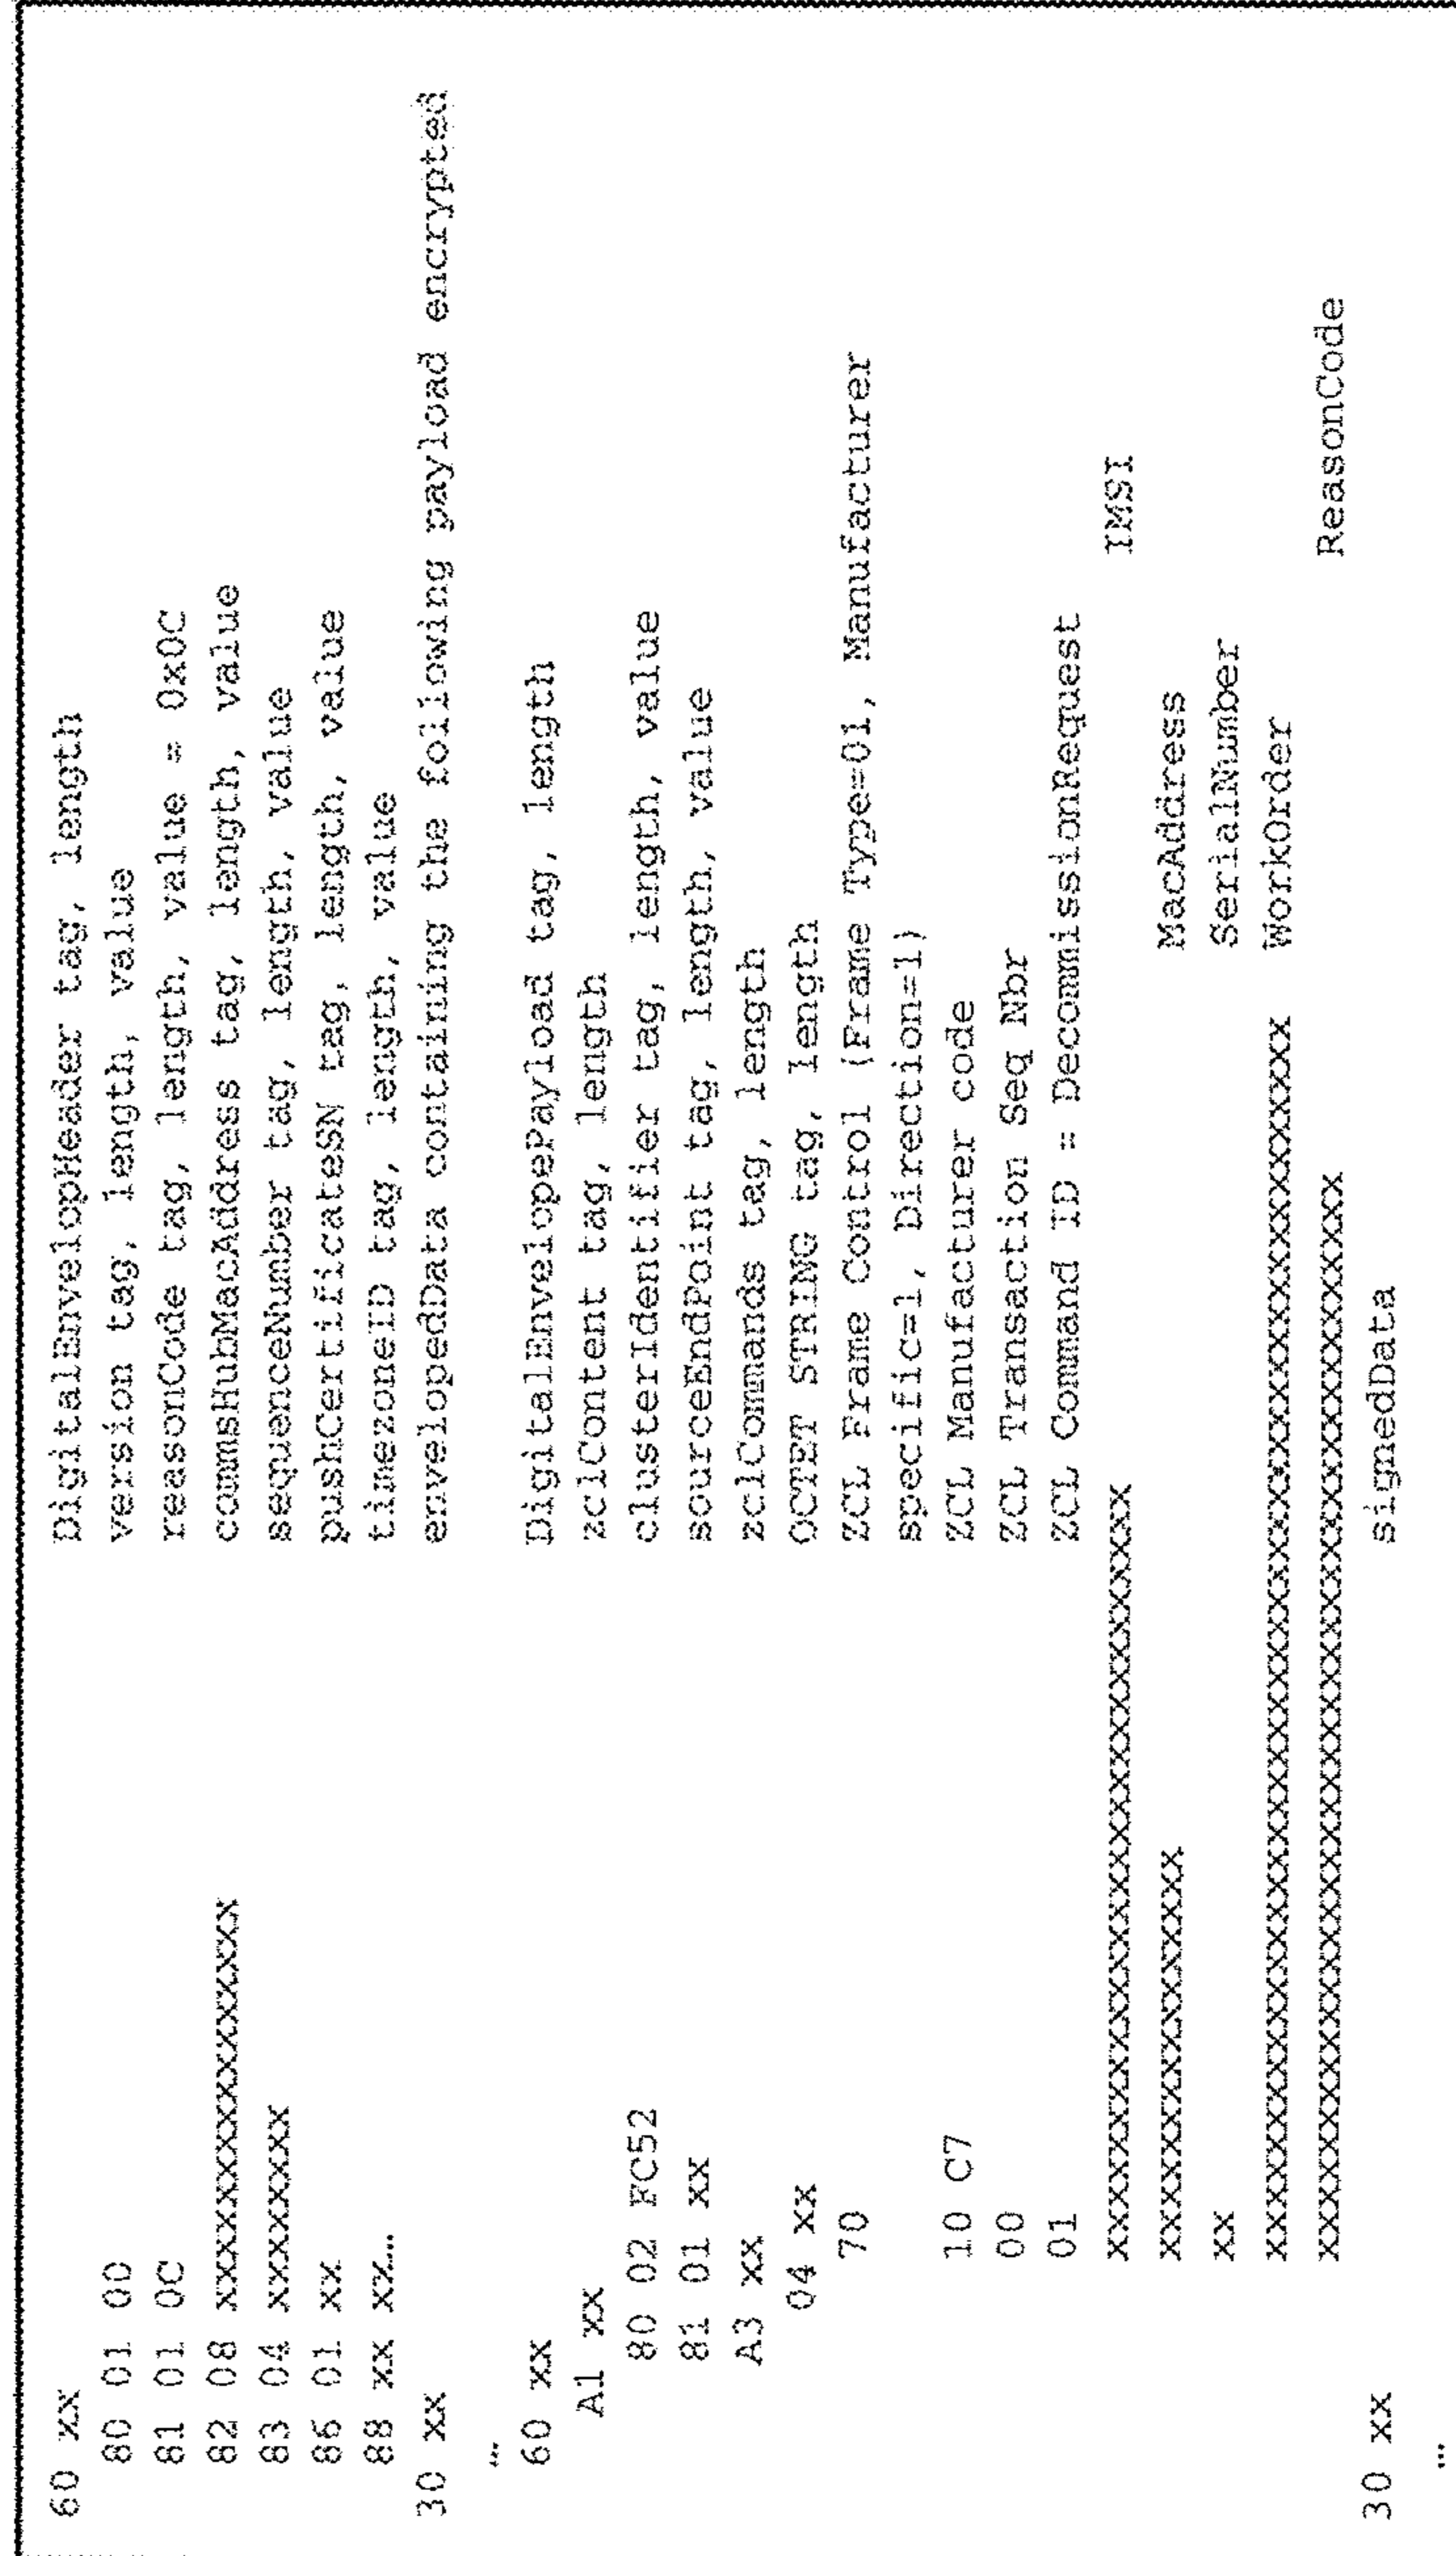 60 xx DigitalEnvelopHeader tag, length
80 01 00 version tag, length, value
81 01 0C reasonCode tag, length, value = 0x0C
82 08 xxxxxxxxxxxxxxxx commsHubMacAddress tag, length, value
83 04 xxxxxxxx sequenceNumber tag, length, value
86 01 xx pushCertificateSN tag, length, value
88 xx xx… timezoneID tag, length, value
30 xx envelopedData containing the following payload encrypted
…
60 xx DigitalEnvelopePayload tag, length
A1 xx zclContent tag, length
80 02 FC52 clusterIdentifier tag, length, value
81 01 xx sourceEndPoint tag, length, value
A3 xx zclCommands tag, length
04 xx OCTET STRING tag, length
70 ZCL Frame Control (Frame Type=01, Manufacturer
specific=1, Direction=1)
10 C7 ZCL Manufacturer code
00 ZCL Transaction Seq Nbr
01 ZCL Command ID = DecommissionRequest
xxxxxxxxxxxxxxxxxxxxxxxxxxxxxx IMSI
xxxxxxxxxxxxxxxx MacAddress
xx SerialNumber
xxxxxxxxxxxxxxxxxxxxxxxxxxxxxxxxxxxxxxxxxxxxxxxx WorkOrder
xxxxxxxxxxxxxxxxxxxxxxxxxxxxxxxxxxxxxxxxxx ReasonCode
30 xx signedData
…